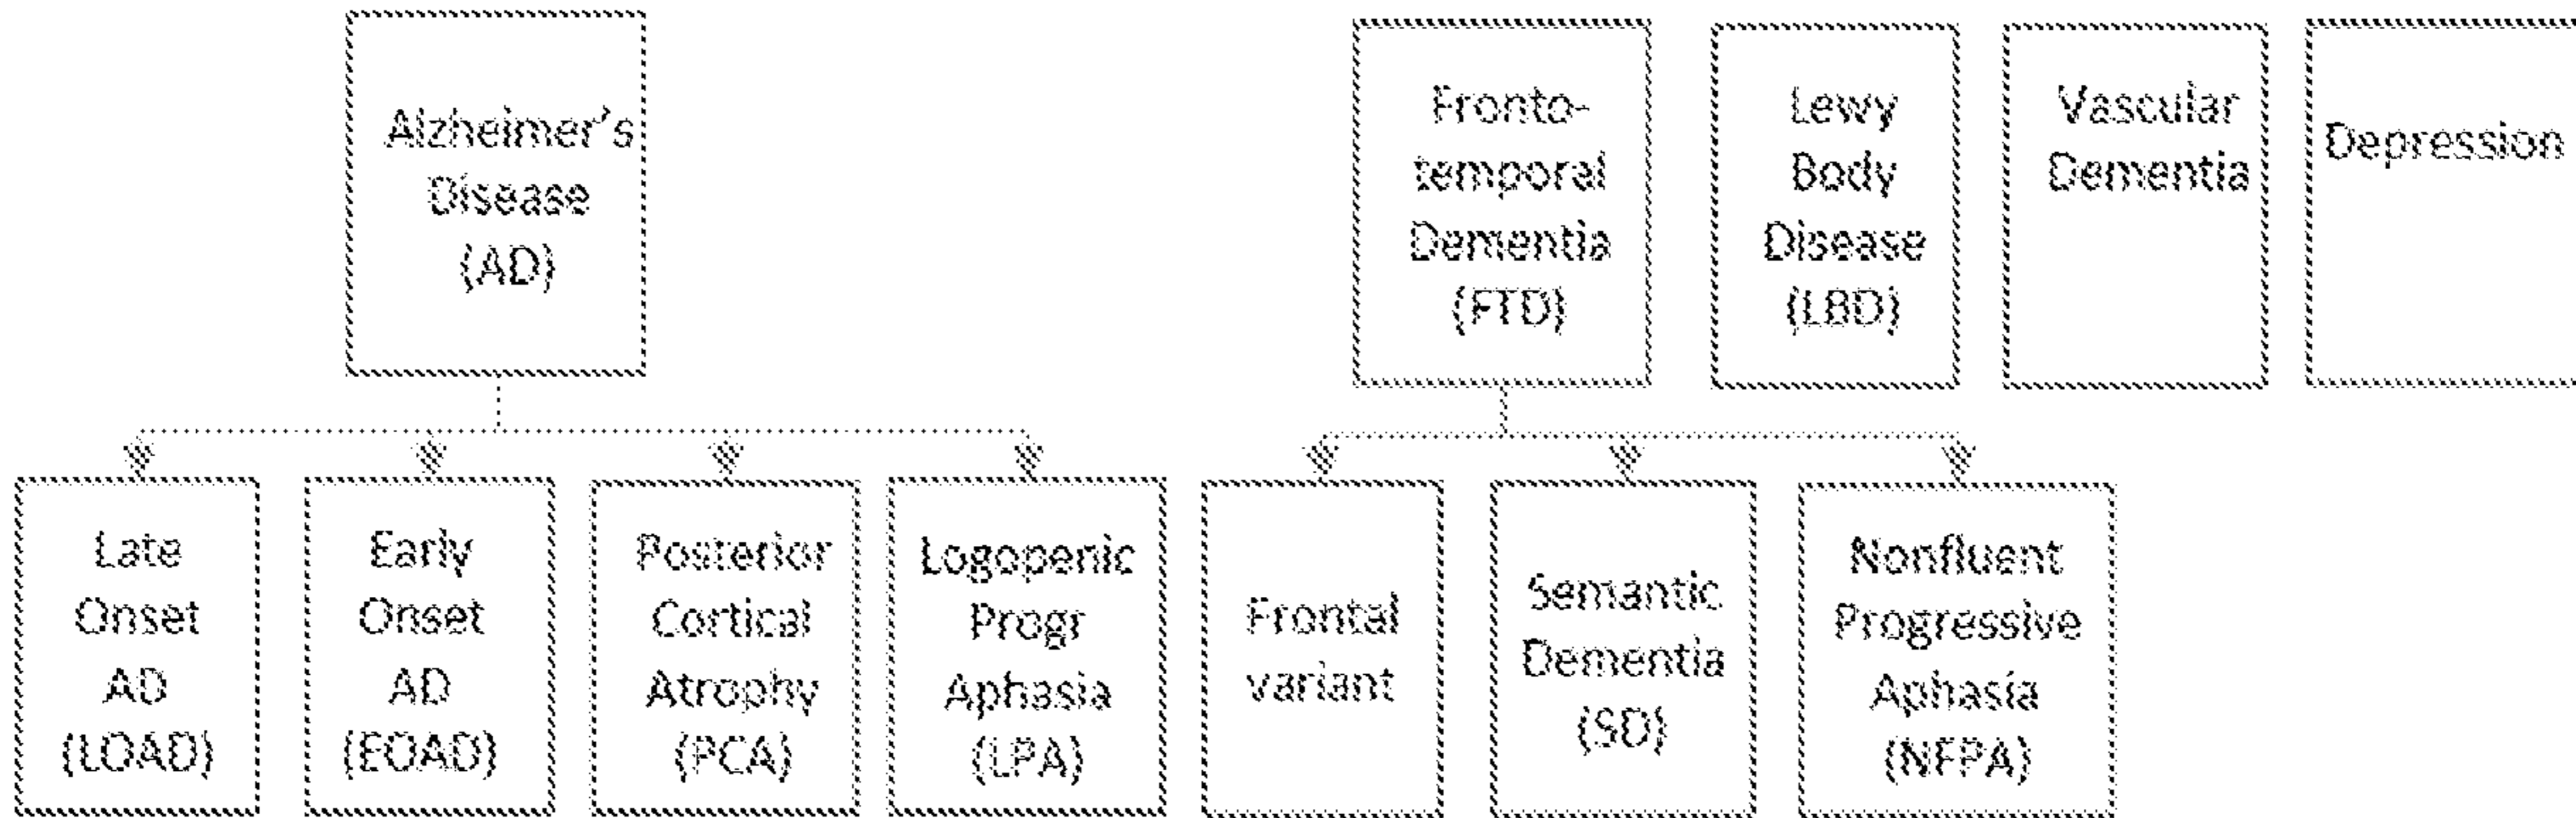 Alzheimer's
Disease
(AD)
Fronto-
temporal
Dementia
(FTD)
Lewy
Body
Disease
(LBD)
Vascular
Dementia
Depression
Late
Onset
AD
(LOAD)
Early
Onset
AD
(EOAD)
Posterior
Cortical
Atrophy
(PCA)
Logopenic
Progr
Aphasia
(LPA)
Frontal
variant
Semantic
Dementia
(SD)
Nonfluent
Progressive
Aphasia
(NFPA)